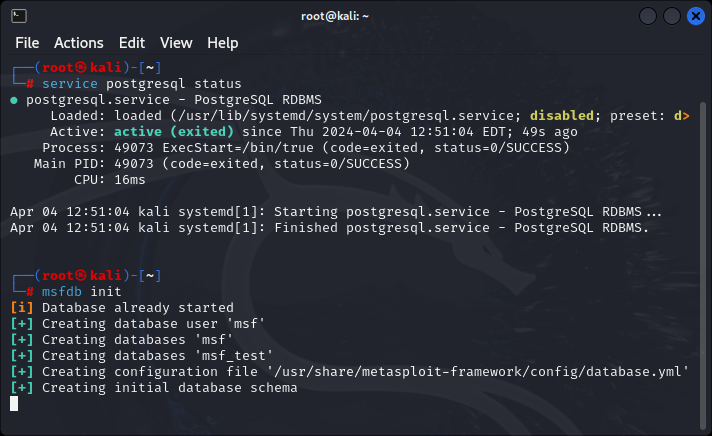 root@kali: ~
File Actions Edit View Help
┌──(root㉿kali)-[~]
└─# service postgresql status
● postgresql.service - PostgreSQL RDBMS
Loaded: loaded (/usr/lib/systemd/system/postgresql.service; disabled; preset: d>
Active: active (exited) since Thu 2024-04-04 12:51:04 EDT; 49s ago
Process: 49073 ExecStart=/bin/true (code=exited, status=0/SUCCESS)
Main PID: 49073 (code=exited, status=0/SUCCESS)
CPU: 16ms
Apr 04 12:51:04 kali systemd[1]: Starting postgresql.service - PostgreSQL RDBMS...
Apr 04 12:51:04 kali systemd[1]: Finished postgresql.service - PostgreSQL RDBMS.
┌──(root㉿kali)-[~]
└─# msfdb init
[i] Database already started
[+] Creating database user 'msf'
[+] Creating databases 'msf'
[+] Creating databases 'msf_test'
[+] Creating configuration file '/usr/share/metasploit-framework/config/database.yml'
[+] Creating initial database schema